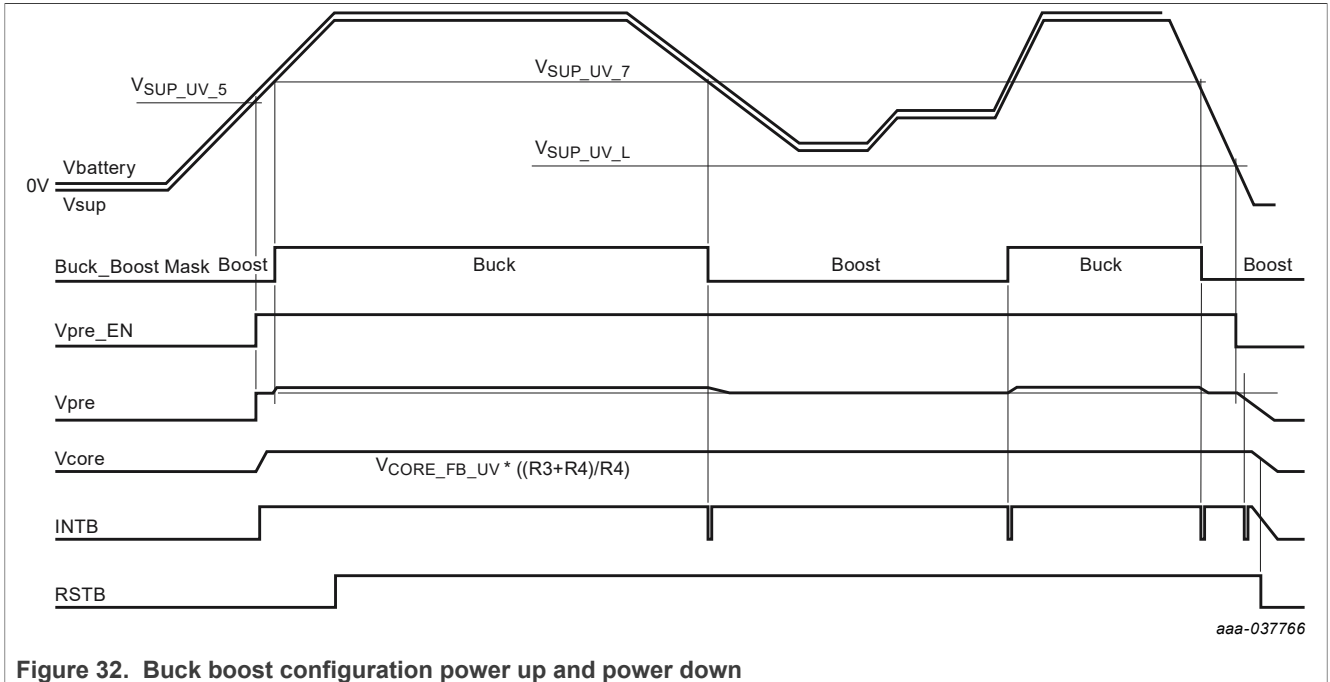 VSUP_UV_7
VSUP_UV_5
VSUP_UV_L
Vbattery
0V
Vsup
Buck_Boost Mask Boost Buck Boost Buck Boost
Vpre_EN
Vpre
Vcore
VCORE_FB_UV * ((R3+R4)/R4)
INTB
RSTB
aaa-037766
Figure 32. Buck boost configuration power up and power down